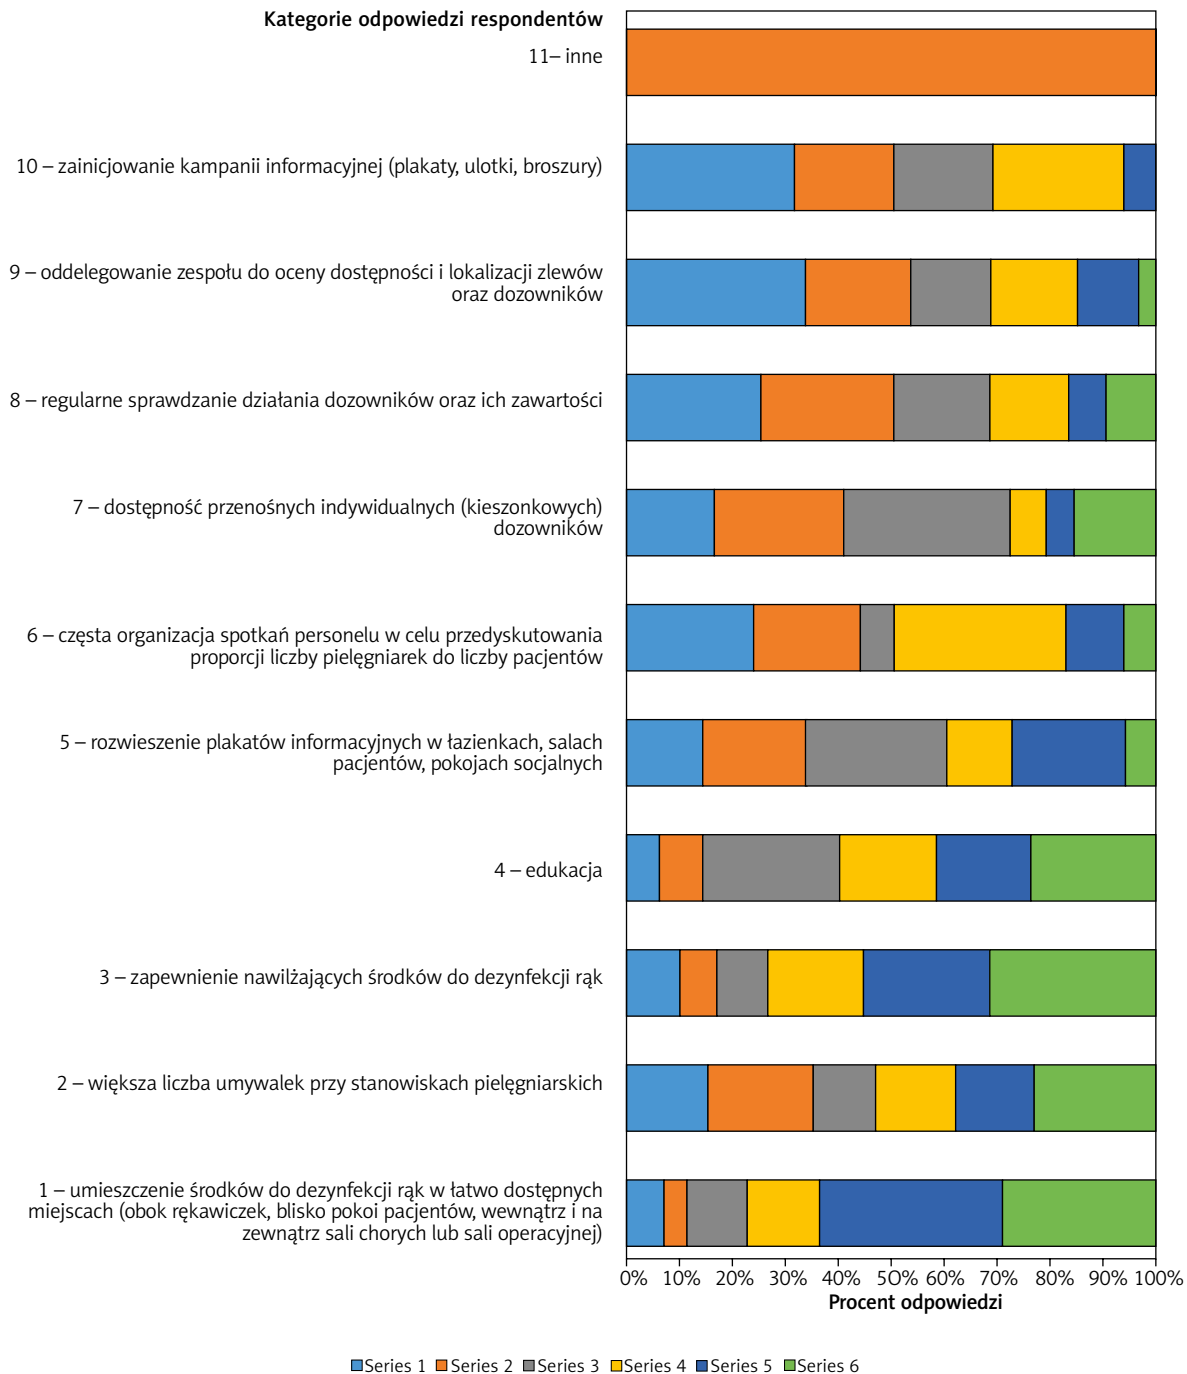 Kategorie odpowiedzi respondentów
11– inne
10 – zainicjowanie kampanii informacyjnej (plakaty, ulotki, broszury)
9 – oddelegowanie zespołu do oceny dostępności i lokalizacji zlewów
oraz dozowników
8 – regularne sprawdzanie działania dozowników oraz ich zawartości
7 – dostępność przenośnych indywidualnych (kieszonkowych)
dozowników
6 – częsta organizacja spotkań personelu w celu przedyskutowania
proporcji liczby pielęgniarek do liczby pacjentów
5 – rozwieszenie plakatów informacyjnych w łazienkach, salach
pacjentów, pokojach socjalnych
4 – edukacja
3 – zapewnienie nawilżających środków do dezynfekcji rąk
2 – większa liczba umywalek przy stanowiskach pielęgniarskich
1 – umieszczenie środków do dezynfekcji rąk w łatwo dostępnych
miejscach (obok rękawiczek, blisko pokoi pacjentów, wewnątrz i na
zewnątrz sali chorych lub sali operacyjnej)
0% 10% 20% 30% 40% 50% 60% 70% 80% 90% 100%
Procent odpowiedzi
Series 1 Series 2 Series 3 Series 4 Series 5 Series 6